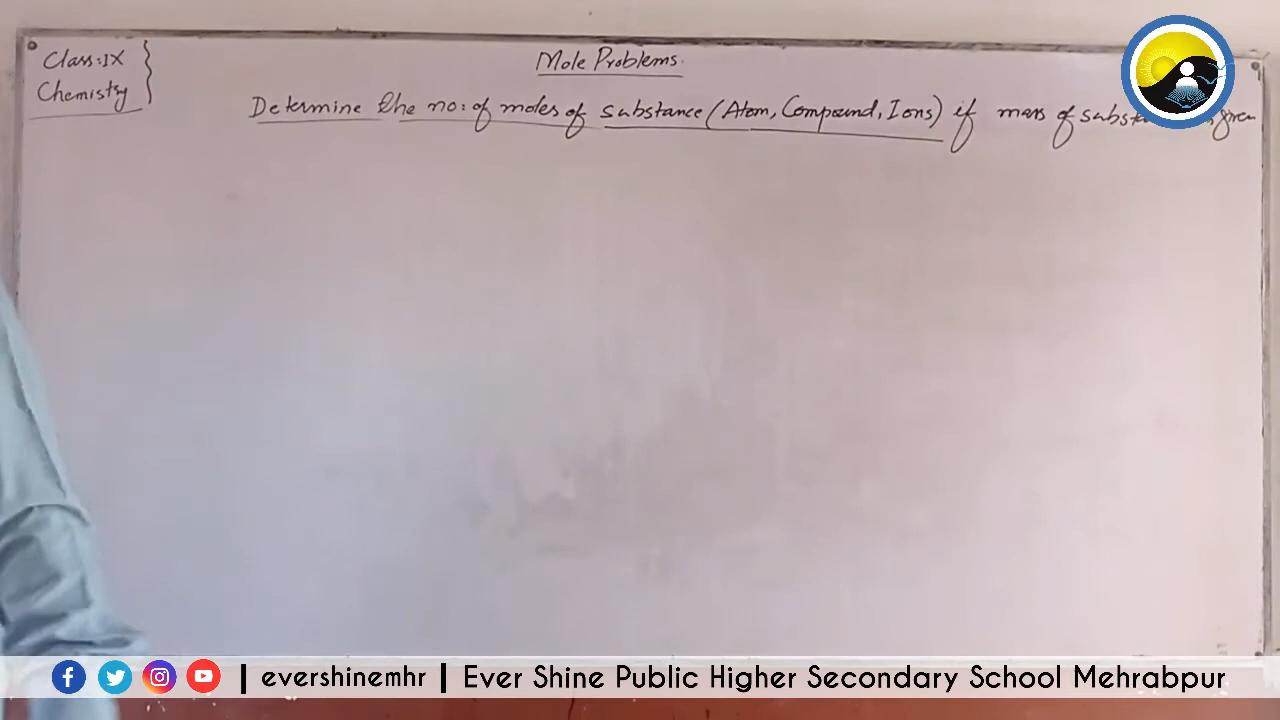 Class:IX
Chemistry
Mole Problems.
Determine the no: of moles of substance (Atom, Compound, Ions) if mass of given
| evershinemhr | Ever Shine Public Higher Secondary School Mehrabpur